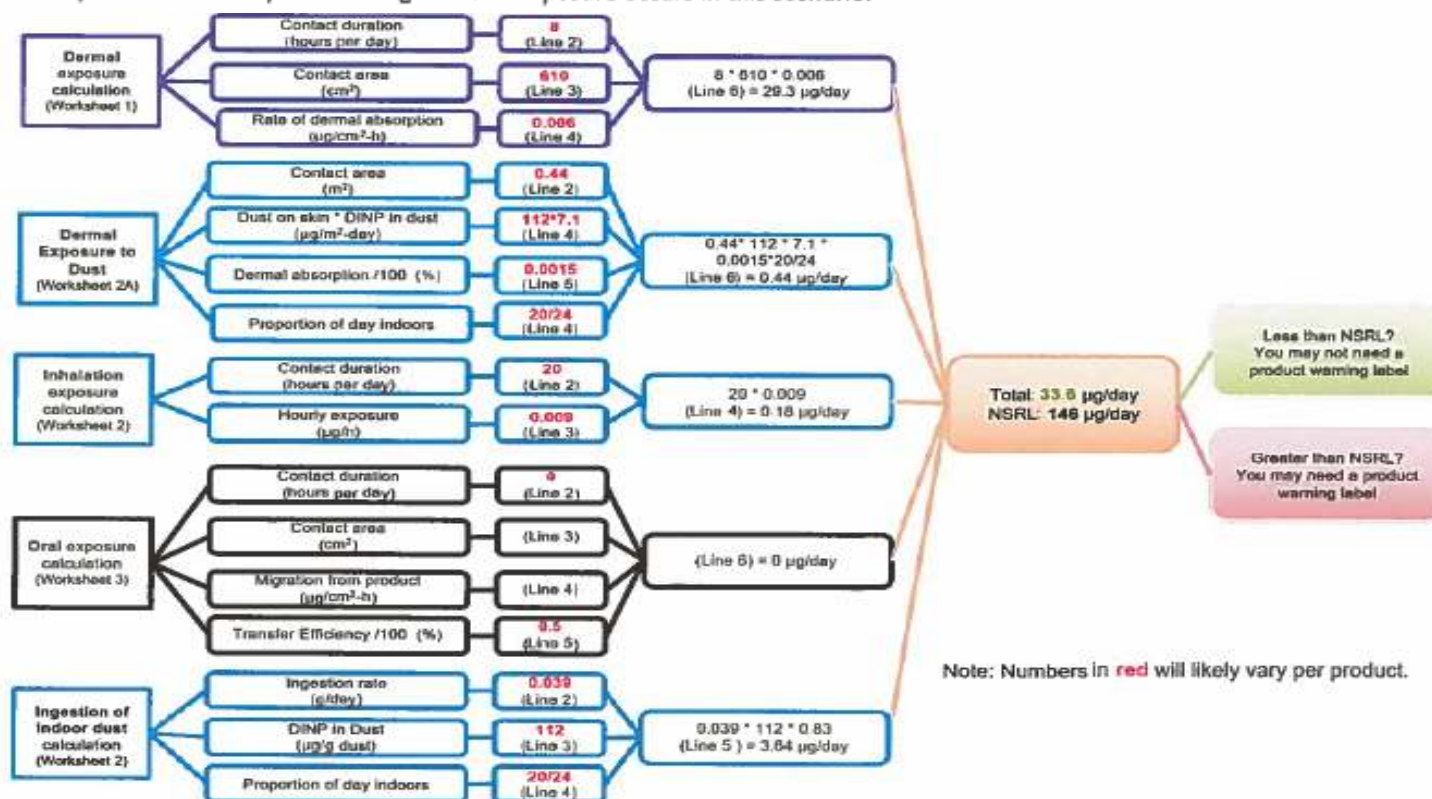 Dermal
exposure
calculation
(Worksheet 1)
Contact duration
(hours per day)
8
(Line 2)
Contact area
(cm²)
610
(Line 3)
Rate of dermal absorption
(µg/cm²-h)
0.006
(Line 4)
8 * 610 * 0.006
(Line 6) = 29.3 µg/day
Dermal
Exposure to
Dust
(Worksheet 2A)
Contact area
(m²)
0.44
(Line 2)
Dust on skin * DINP in dust
(µg/m²-day)
112*7.1
(Line 4)
Dermal absorption /100 (%)
0.0015
(Line 5)
Proportion of day indoors
20/24
(Line 4)
0.44* 112 * 7.1 *
0.0015*20/24
(Line 6) = 0.44 µg/day
Inhalation
exposure
calculation
(Worksheet 2)
Contact duration
(hours per day)
20
(Line 2)
Hourly exposure
(µg/h)
0.009
(Line 3)
20 * 0.009
(Line 4) = 0.18 µg/day
Oral exposure
calculation
(Worksheet 3)
Contact duration
(hours per day)
0
(Line 2)
Contact area
(cm²)
(Line 3)
Migration from product
(µg/cm²-h)
(Line 4)
Transfer Efficiency /100 (%)
0.5
(Line 5)
(Line 6) = 0 µg/day
Ingestion of
indoor dust
calculation
(Worksheet 2)
Ingestion rate
(g/day)
0.039
(Line 2)
DINP in Dust
(µg/g dust)
112
(Line 3)
Proportion of day indoors
20/24
(Line 4)
0.039 * 112 * 0.83
(Line 5 ) = 3.64 µg/day
Total: 33.6 µg/day
NSRL: 146 µg/day
Less than NSRL?
You may not need a
product warning label
Greater than NSRL?
You may need a product
warning label
Note: Numbers in red will likely vary per product.